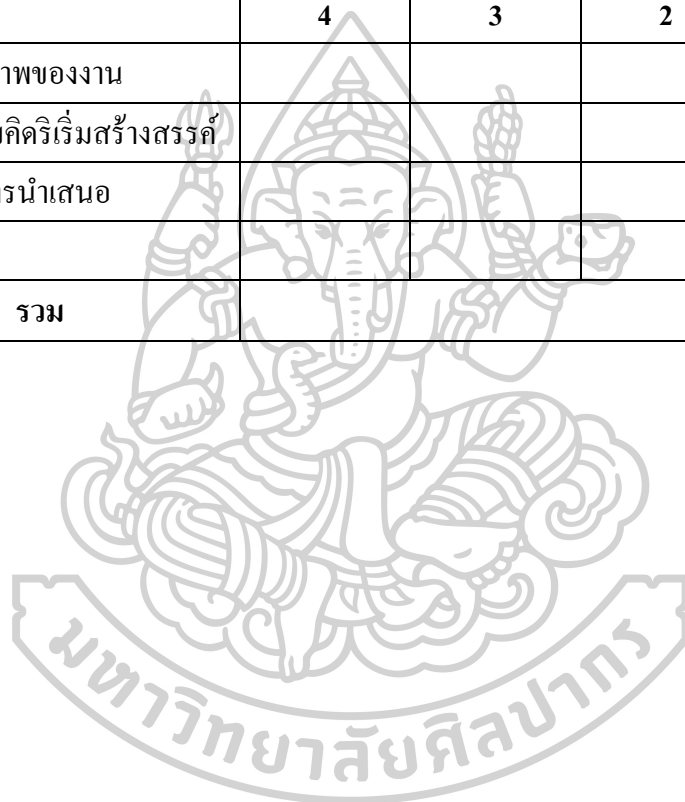 4 3 2
าพของงาน
คิดริเริ่มสร้างสรรค์
รนำเสนอ
รวม
มหาวิทยาลัยศิลปากร